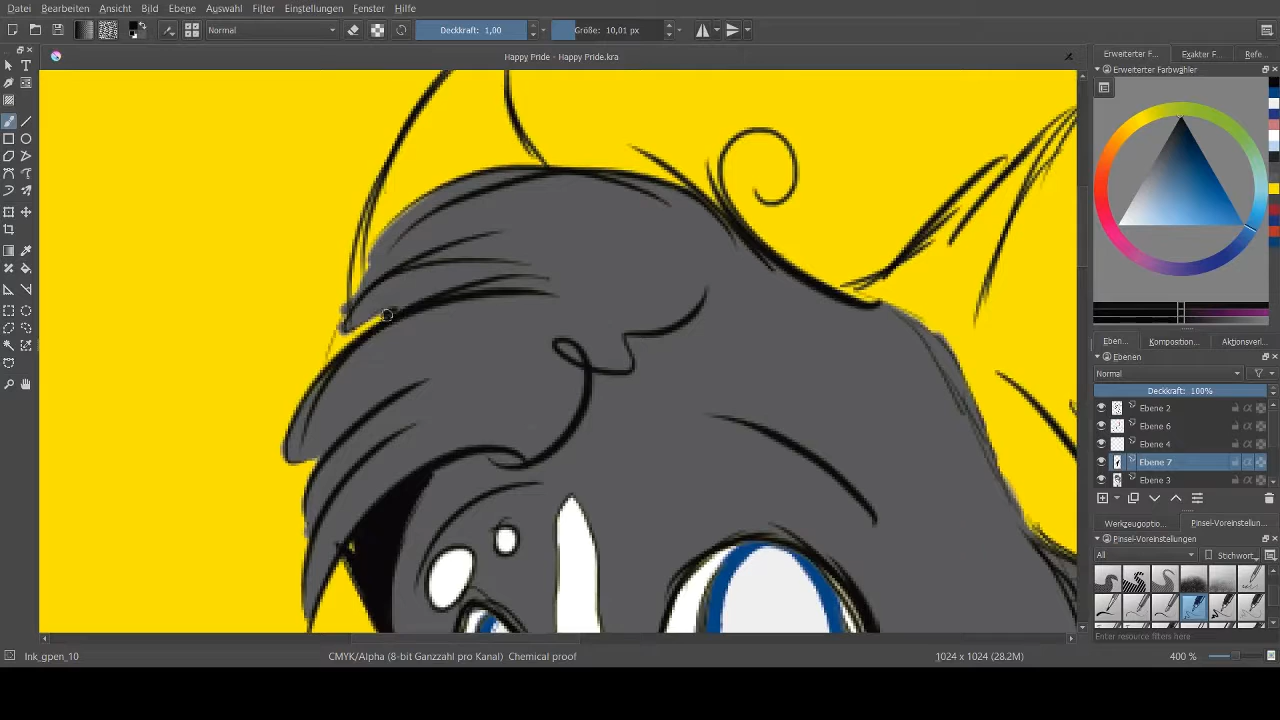 Datei Bearbeiten Ansicht Bild Ebene Auswahl Filter Einstellungen Fenster Hilfe
Normal Deckkraft: 1,00 Größe: 10,01 px
Happy Pride - Happy Pride.kra
Erweiterter F... Exakter F... Refe...
Erweiterter Farbwähler
Eben... Komposition... Aktionsverl...
Ebenen
Normal
Deckkraft: 100%
Ebene 2
Ebene 6
Ebene 4
Ebene 7
Ebene 3
Werkzeugoptio... Pinsel-Voreinstellun...
Pinsel-Voreinstellungen
All Stichwort...
Enter resource filters here
Ink_gpen_10 CMYK/Alpha (8-bit Ganzzahl pro Kanal) Chemical proof 1024 x 1024 (28.2M) 400 %